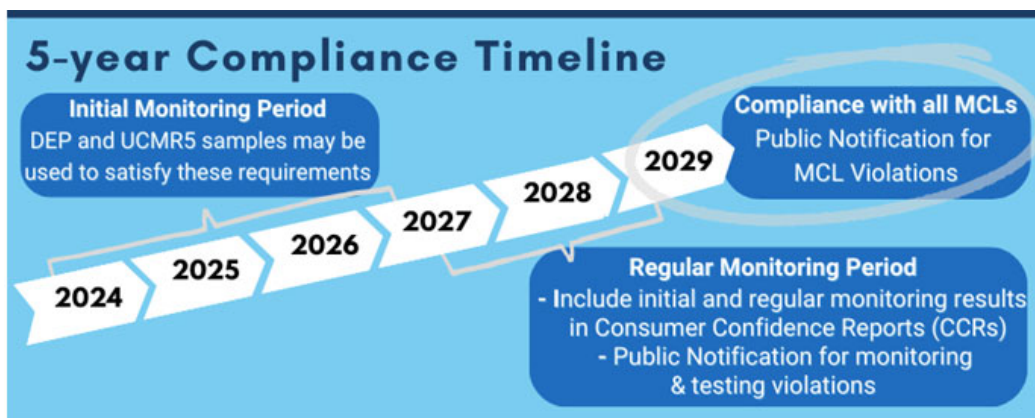 5-year Compliance Timeline
Initial Monitoring Period
DEP and UCMR5 samples may be
used to satisfy these requirements
Compliance with all MCLs
Public Notification for
MCL Violations
2024
2025
2026
2027
2028
2029
Regular Monitoring Period
- Include initial and regular monitoring results
in Consumer Confidence Reports (CCRs)
- Public Notification for monitoring
& testing violations